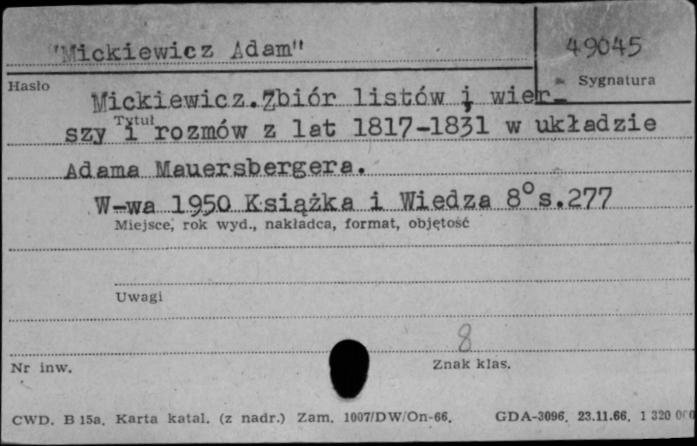 "Mickiewicz Adam"
49045
Hasło
Sygnatura
Mickiewicz.Zbiór listów i wier-
Tytuł
szy i rozmów z lat 1817-1831 w układzie
Adama Mauersbergera.
W-wa 1950 Książka i Wiedza 8° s.277
Miejsce, rok wyd., nakładca, format, objętość
Uwagi
8
Nr inw.
Znak klas.
CWD. B 15a. Karta katal. (z nadr.) Zam. 1007/DW/On-66. GDA-3096. 23.11.66. 1 320 000